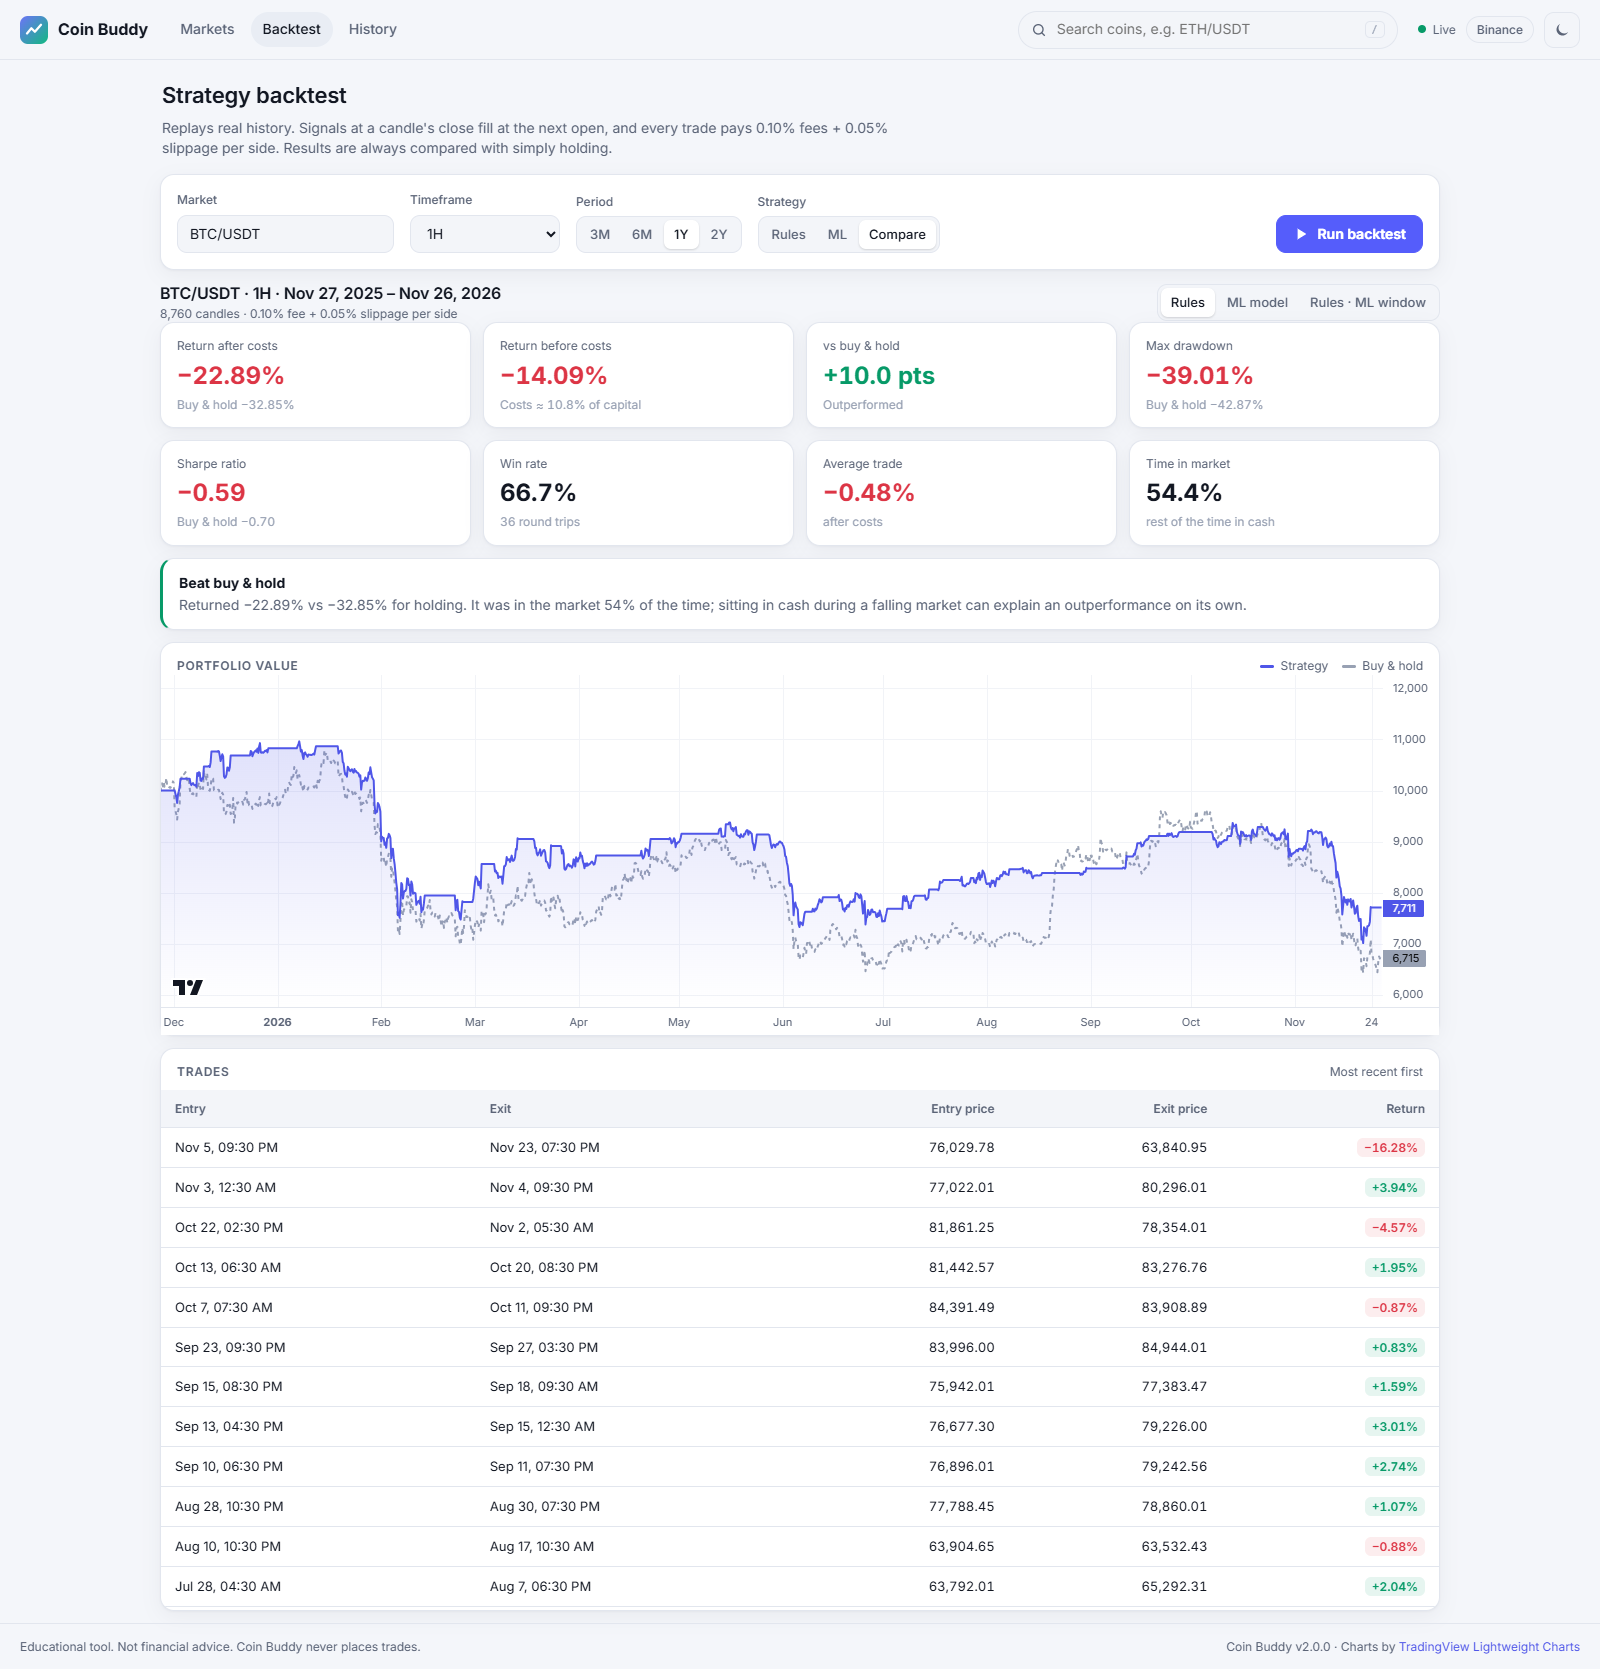 Coin Buddy
Markets
Backtest
History
Search coins, e.g. ETH/USDT
/
Live
Binance
Strategy backtest
Replays real history. Signals at a candle's close fill at the next open, and every trade pays 0.10% fees + 0.05%
slippage per side. Results are always compared with simply holding.
Market
Timeframe
Period
Strategy
BTC/USDT
1H
3M 6M 1Y 2Y
Rules ML Compare
Run backtest
BTC/USDT · 1H · Nov 27, 2025 – Nov 26, 2026
8,760 candles · 0.10% fee + 0.05% slippage per side
Rules
ML model
Rules · ML window
Return after costs
−22.89%
Buy & hold −32.85%
Return before costs
−14.09%
Costs ≈ 10.8% of capital
vs buy & hold
+10.0 pts
Outperformed
Max drawdown
−39.01%
Buy & hold −42.87%
Sharpe ratio
−0.59
Buy & hold −0.70
Win rate
66.7%
36 round trips
Average trade
−0.48%
after costs
Time in market
54.4%
rest of the time in cash
Beat buy & hold
Returned −22.89% vs −32.85% for holding. It was in the market 54% of the time; sitting in cash during a falling market can explain an outperformance on its own.
PORTFOLIO VALUE
Strategy
Buy & hold
12,000
11,000
10,000
9,000
8,000
7,711
7,000
6,715
6,000
Dec 2026 Feb Mar Apr May Jun Jul Aug Sep Oct Nov 24
TRADES
Most recent first
Entry Exit Entry price Exit price Return
Nov 5, 09:30 PM Nov 23, 07:30 PM 76,029.78 63,840.95 −16.28%
Nov 3, 12:30 AM Nov 4, 09:30 PM 77,022.01 80,296.01 +3.94%
Oct 22, 02:30 PM Nov 2, 05:30 AM 81,861.25 78,354.01 −4.57%
Oct 13, 06:30 AM Oct 20, 08:30 PM 81,442.57 83,276.76 +1.95%
Oct 7, 07:30 AM Oct 11, 09:30 PM 84,391.49 83,908.89 −0.87%
Sep 23, 09:30 PM Sep 27, 03:30 PM 83,996.00 84,944.01 +0.83%
Sep 15, 08:30 PM Sep 18, 09:30 AM 75,942.01 77,383.47 +1.59%
Sep 13, 04:30 PM Sep 15, 12:30 AM 76,677.30 79,226.00 +3.01%
Sep 10, 06:30 PM Sep 11, 07:30 PM 76,896.01 79,242.56 +2.74%
Aug 28, 10:30 PM Aug 30, 07:30 PM 77,788.45 78,860.01 +1.07%
Aug 10, 10:30 PM Aug 17, 10:30 AM 63,904.65 63,532.43 −0.88%
Jul 28, 04:30 AM Aug 7, 06:30 PM 63,792.01 65,292.31 +2.04%
Educational tool. Not financial advice. Coin Buddy never places trades.
Coin Buddy v2.0.0 · Charts by TradingView Lightweight Charts